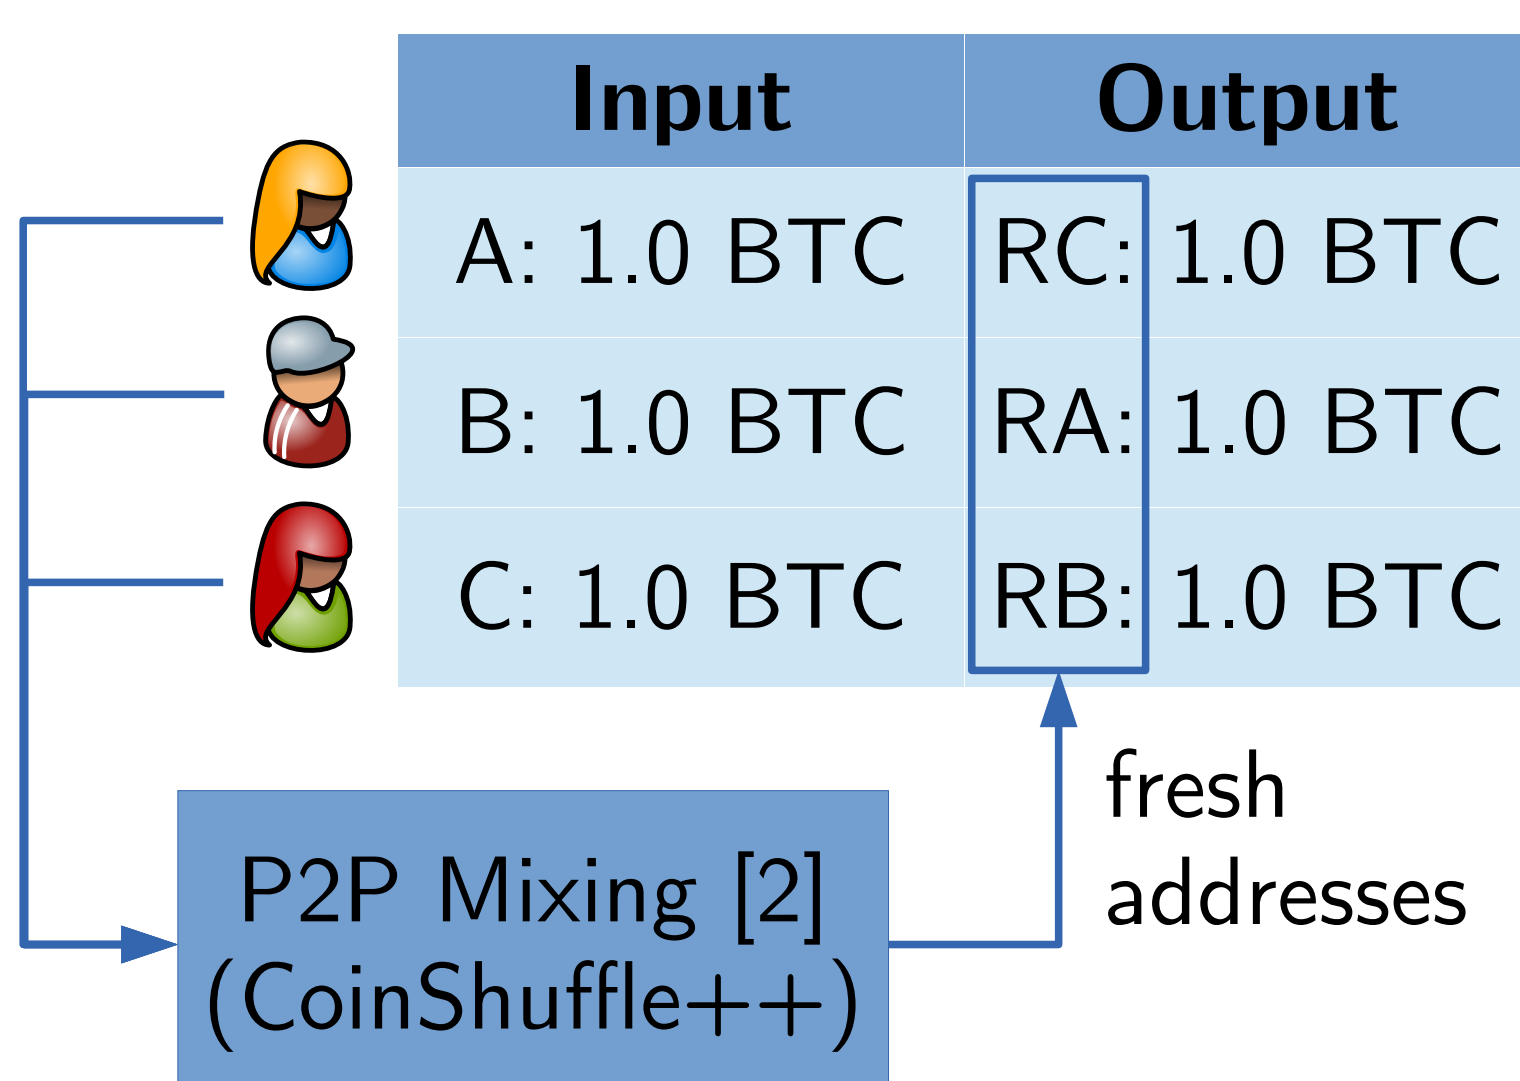 Input Output
A: 1.0 BTC RC: 1.0 BTC
B: 1.0 BTC RA: 1.0 BTC
C: 1.0 BTC RB: 1.0 BTC
fresh
addresses
P2P Mixing [2]
(CoinShuffle++)